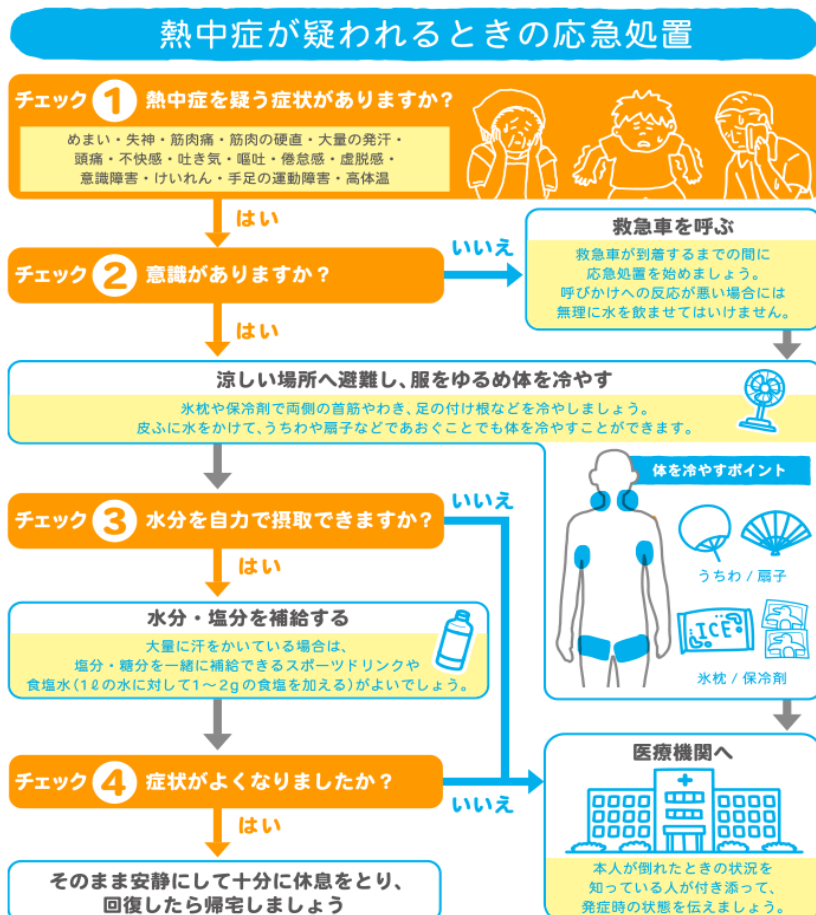 熱中症が疑われるときの応急処置
チェック 1 熱中症を疑う症状がありますか?
めまい・失神・筋肉痛・筋肉の硬直・大量の発汗・
頭痛・不快感・吐き気・嘔吐・倦怠感・虚脱感・
意識障害・けいれん・手足の運動障害・高体温
はい
チェック 2 意識がありますか?
いいえ
救急車を呼ぶ
救急車が到着するまでの間に
応急処置を始めましょう。
呼びかけへの反応が悪い場合には
無理に水を飲ませてはいけません。
はい
涼しい場所へ避難し、服をゆるめ体を冷やす
氷枕や保冷剤で両側の首筋やわき、足の付け根などを冷やしましょう。
皮ふに水をかけて、うちわや扇子などであおぐことでも体を冷やすことができます。
体を冷やすポイント
うちわ / 扇子
ICE
氷枕 / 保冷剤
チェック 3 水分を自力で摂取できますか?
いいえ
はい
水分・塩分を補給する
大量に汗をかいている場合は、
塩分・糖分を一緒に補給できるスポーツドリンクや
食塩水(1ℓの水に対して1〜2gの食塩を加える)がよいでしょう。
チェック 4 症状がよくなりましたか?
いいえ
はい
そのまま安静にして十分に休息をとり、
回復したら帰宅しましょう
医療機関へ
本人が倒れたときの状況を
知っている人が付き添って、
発症時の状態を伝えましょう。